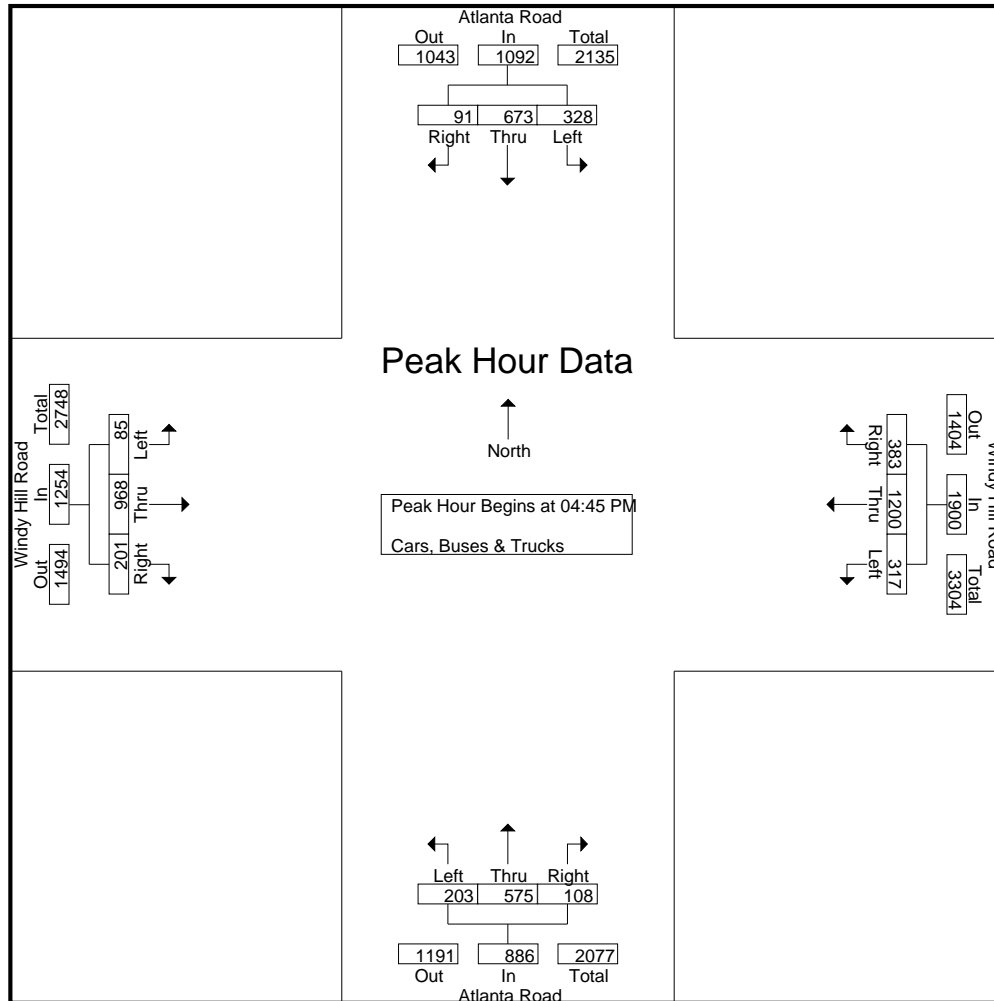 Atlanta Road
Out In Total
1043 1092 2135
91 673 328
Right Thru Left
Peak Hour Data
North
Peak Hour Begins at 04:45 PM
Cars, Buses & Trucks
Windy Hill Road
Out In Total
1494 1254 2748
85 968 201
Left Thru Right
Windy Hill Road
Out In Total
1404 1900 3304
383 1200 317
Right Thru Left
Left Thru Right
203 575 108
1191 886 2077
Out In Total
Atlanta Road